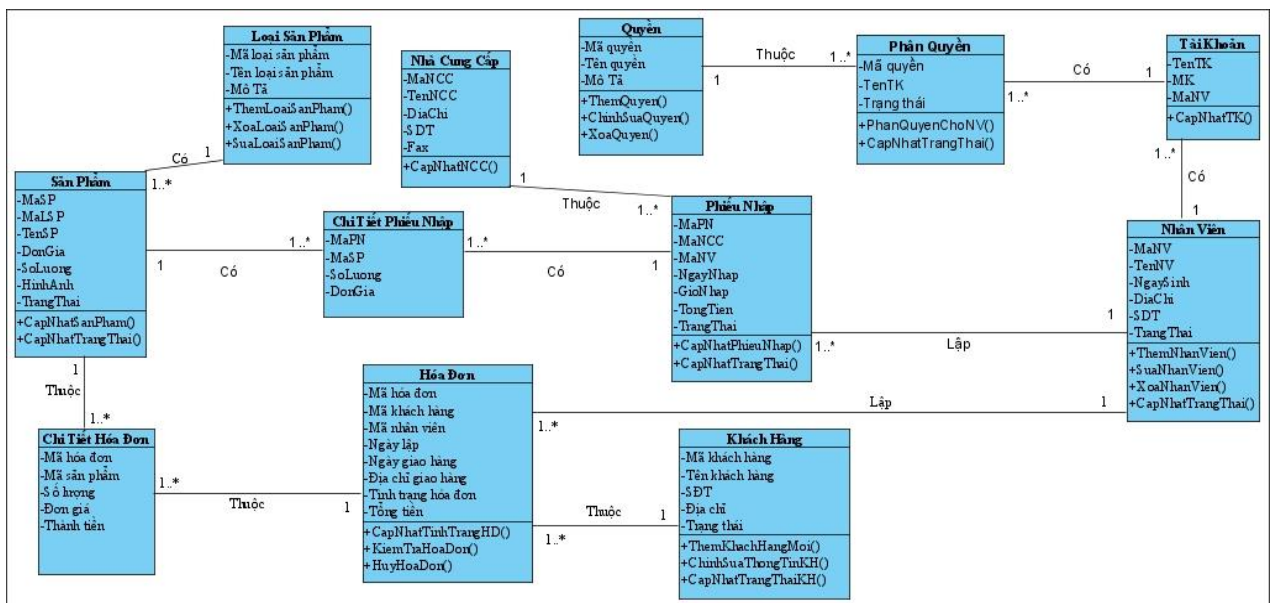 Loại Sản Phẩm
-Mã loại sản phẩm
-Tên loại sản phẩm
-Mô Tả
+ThemLoaiSanPham()
+XoaLoaiSanPham()
+SuaLoaiSanPham()
Nhà Cung Cấp
-MaNCC
-TenNCC
-DiaChi
-SDT
-Fax
+CapNhatNCC()
Quyền
-Mã quyền
-Tên quyền
-Mô Tả
+ThemQuyen()
+ChinhSuaQuyen()
+XoaQuyen()
Thuộc
1
1..*
Phân Quyền
-Mã quyền
-TenTK
-Trạng thái
+PhanQuyenChoNV()
+CapNhatTrangThai()
Có
1..*
1
Tài Khoản
-TenTK
-MK
-MaNV
+CapNhatTK()
1..*
Có
1
Có
1
1..*
Sản Phẩm
-MaSP
-MaLSP
-TenSP
-DonGia
-SoLuong
-HinhAnh
-TrangThai
+CapNhatSanPham()
+CapNhatTrangThai()
1
Có
1..*
Chi Tiết Phiếu Nhập
-MaPN
-MaSP
-SoLuong
-DonGia
1..*
Có
1
1
Thuộc
1..*
Phiếu Nhập
-MaPN
-MaNCC
-MaNV
-NgayNhap
-GioNhap
-TongTien
-TrangThai
+CapNhatPhieuNhap()
+CapNhatTrangThai()
1..*
Lập
1
Nhân Viên
-MaNV
-TenNV
-NgaySinh
-DiaChi
-SDT
-TrangThai
+ThemNhanVien()
+SuaNhanVien()
+XoaNhanVien()
+CapNhatTrangThai()
1
Thuộc
1..*
Chi Tiết Hóa Đơn
-Mã hóa đơn
-Mã sản phẩm
-Số lượng
-Đơn giá
-Thành tiền
1..*
Thuộc
1
Hóa Đơn
-Mã hóa đơn
-Mã khách hàng
-Mã nhân viên
-Ngày lập
-Ngày giao hàng
-Địa chỉ giao hàng
-Tình trạng hóa đơn
-Tổng tiền
+CapNhatTinhTrangHD()
+KiemTraHoaDon()
+HuyHoaDon()
1..*
Lập
1
1..*
Thuộc
1
Khách Hàng
-Mã khách hàng
-Tên khách hàng
-SĐT
-Địa chỉ
-Trạng thái
+ThemKhachHangMoi()
+ChinhSuaThongTinKH()
+CapNhatTrangThaiKH()